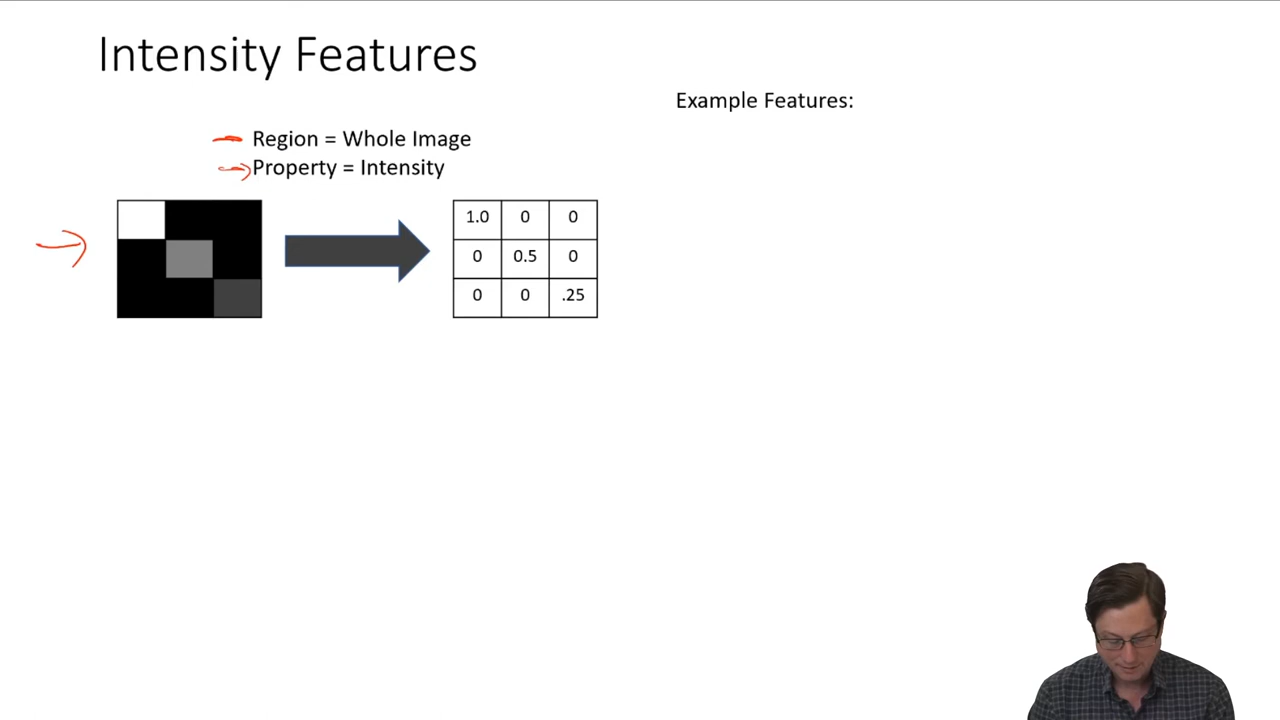 Intensity Features
Example Features:
Region = Whole Image
Property = Intensity
1.0 0 0
0 0.5 0
0 0 .25